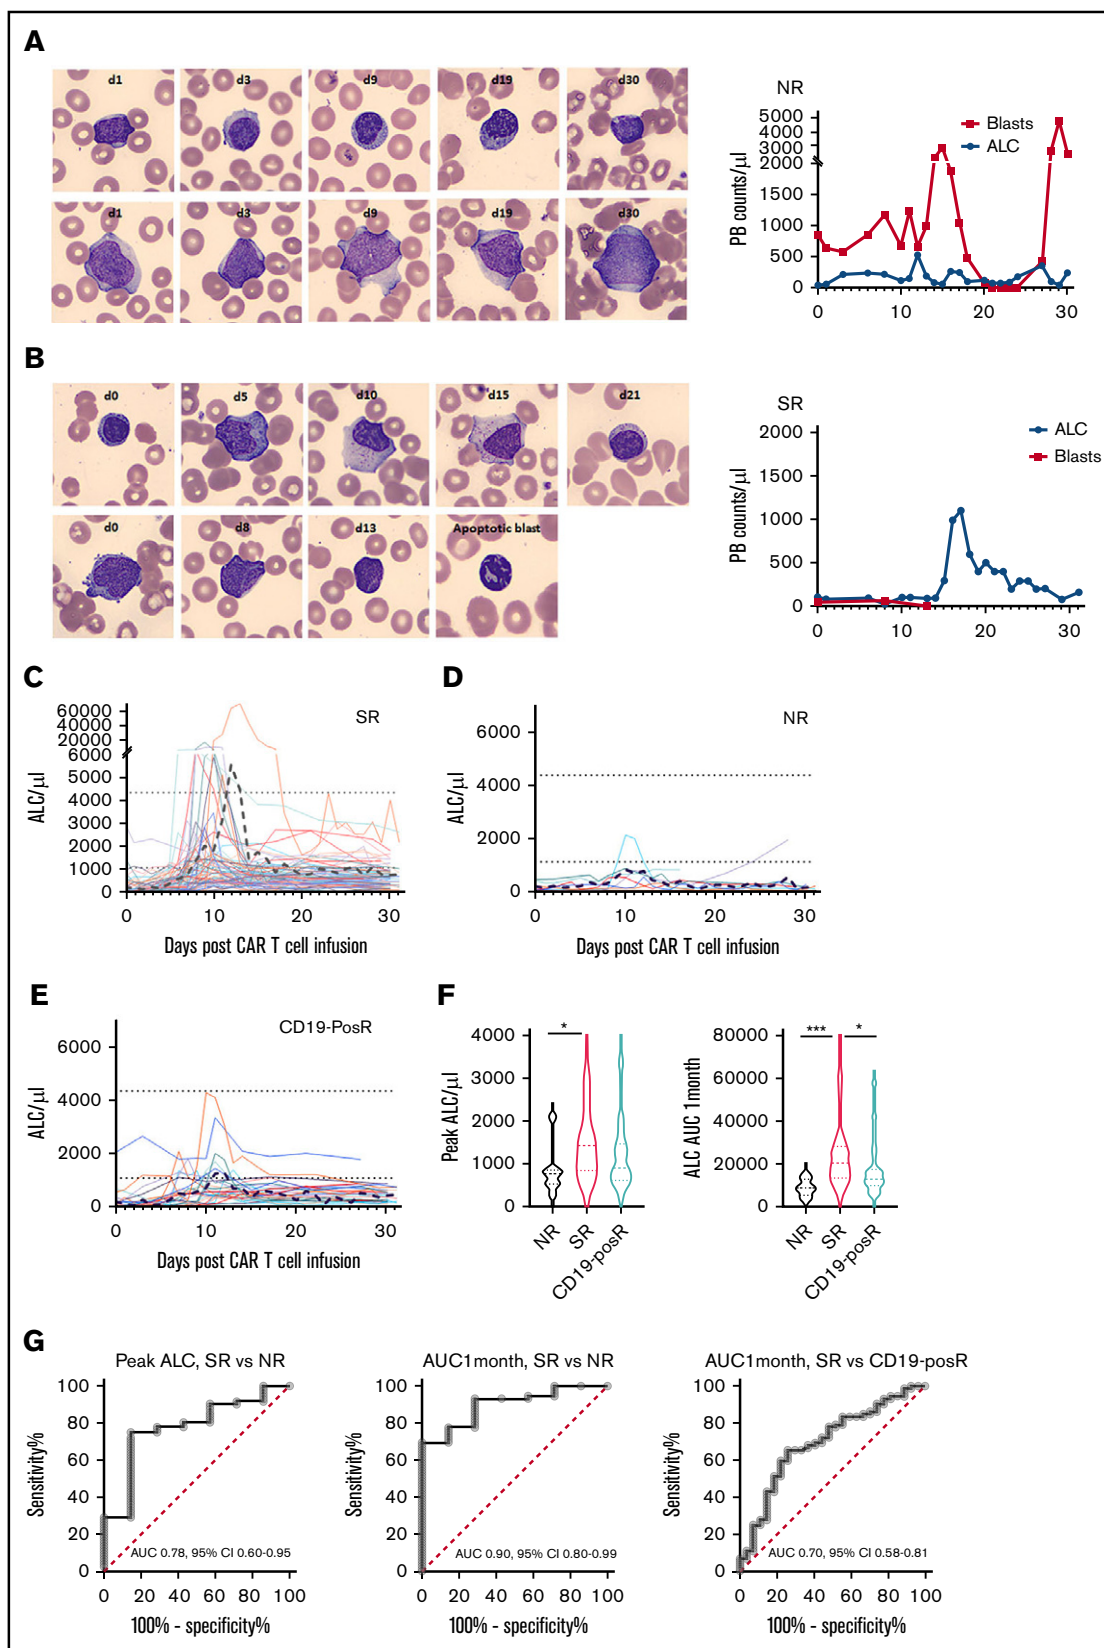 A
d1 d3 d9 d19 d30
d1 d3 d9 d19 d30
NR
PB counts/µl
5000
4000
3000
2000
1500
1000
500
0
Blasts
ALC
0 10 20 30
B
d0 d5 d10 d15 d21
d0 d8 d13 Apoptotic blast
SR
PB counts/µl
2000
1500
1000
500
0
ALC
Blasts
0 10 20 30
C
SR
ALC/µl
60000
40000
20000
6000
5000
4000
3000
2000
1000
0
0 10 20 30
Days post CAR T cell infusion
D
NR
ALC/µl
6000
4000
2000
0
0 10 20 30
Days post CAR T cell infusion
E
CD19-PosR
ALC/µl
6000
4000
2000
0
0 10 20 30
Days post CAR T cell infusion
F
Peak ALC/µl
4000
3000
2000
1000
0
*
NR SR CD19-posR
ALC AUC 1month
80000
60000
40000
20000
0
*** *
NR SR CD19-posR
G
Peak ALC, SR vs NR
Sensitivity%
100
80
60
40
20
0
AUC 0.78, 95% CI 0.60-0.95
0 20 40 60 80 100
100% - specificity%
AUC1month, SR vs NR
Sensitivity%
100
80
60
40
20
0
AUC 0.90, 95% CI 0.80-0.99
0 20 40 60 80 100
100% - specificity%
AUC1month, SR vs CD19-posR
Sensitivity%
100
80
60
40
20
0
AUC 0.70, 95% CI 0.58-0.81
0 20 40 60 80 100
100% - specificity%